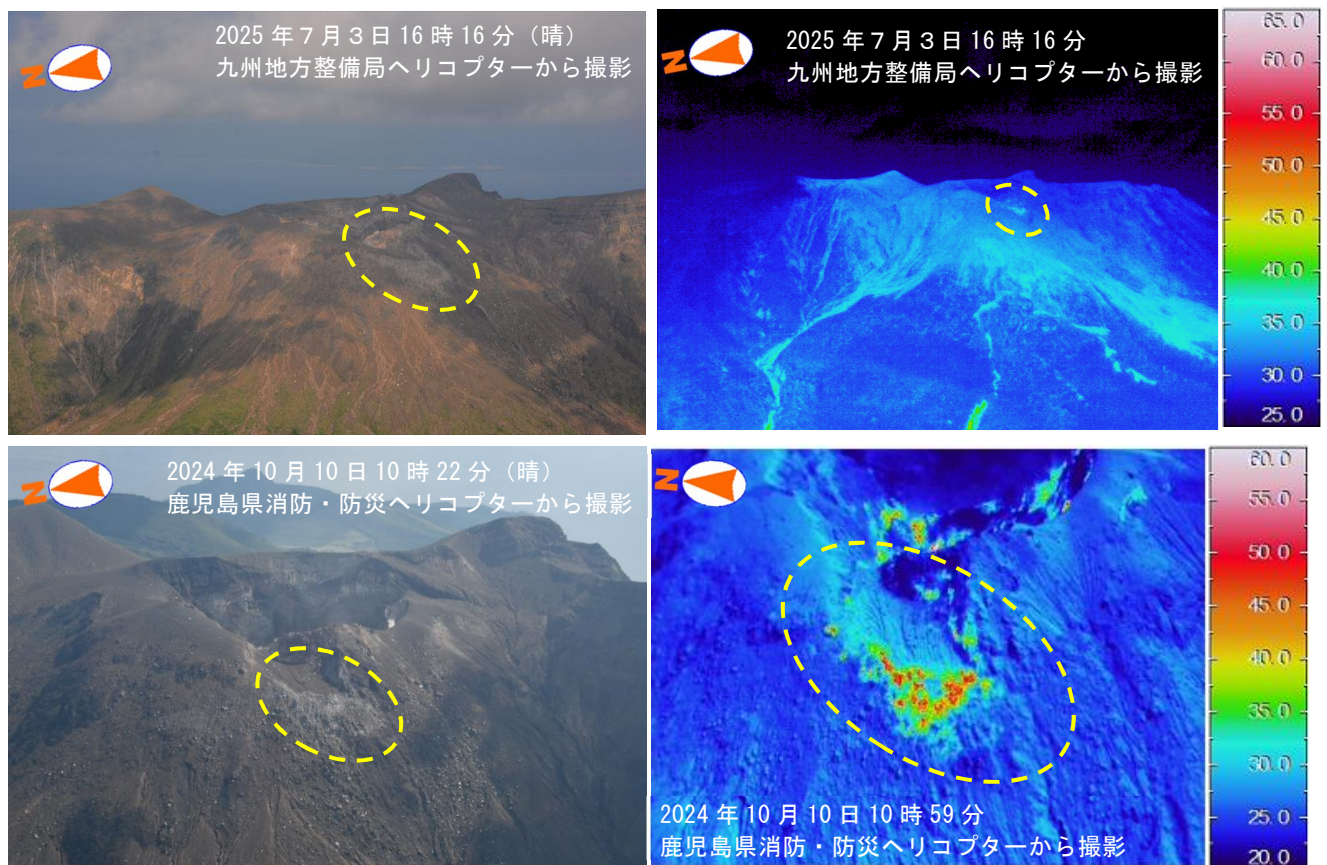 N
2025年7月3日16時16分（晴）
九州地方整備局ヘリコプターから撮影
N
2025年7月3日16時16分
九州地方整備局ヘリコプターから撮影
65.0
60.0
55.0
50.0
45.0
40.0
35.0
30.0
25.0
N
2024年10月10日10時22分（晴）
鹿児島県消防・防災ヘリコプターから撮影
N
2024年10月10日10時59分
鹿児島県消防・防災ヘリコプターから撮影
60.0
55.0
50.0
45.0
40.0
35.0
30.0
25.0
20.0